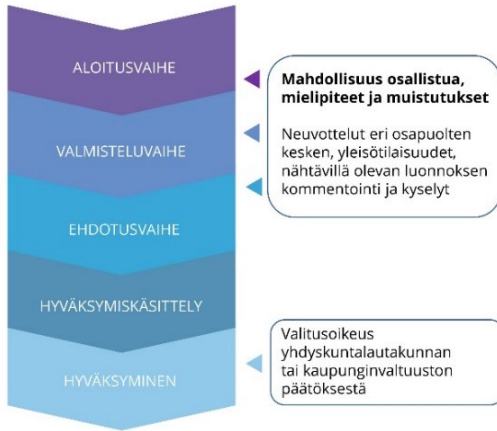 ALOITUSVAIHE
VALMISTELUVAIHE
EHDOTUSVAIHE
HYVÄKSYMISKÄSITTELY
HYVÄKSYMINEN
Mahdollisuus osallistua,
mielipiteet ja muistutukset
Neuvottelut eri osapuolten
kesken, yleisötilaisuudet,
nähtävillä olevan luonnoksen
kommentointi ja kyselyt
Valitusoikeus
yhdyskuntalautakunnan
tai kaupunginvaltuuston
päätöksestä